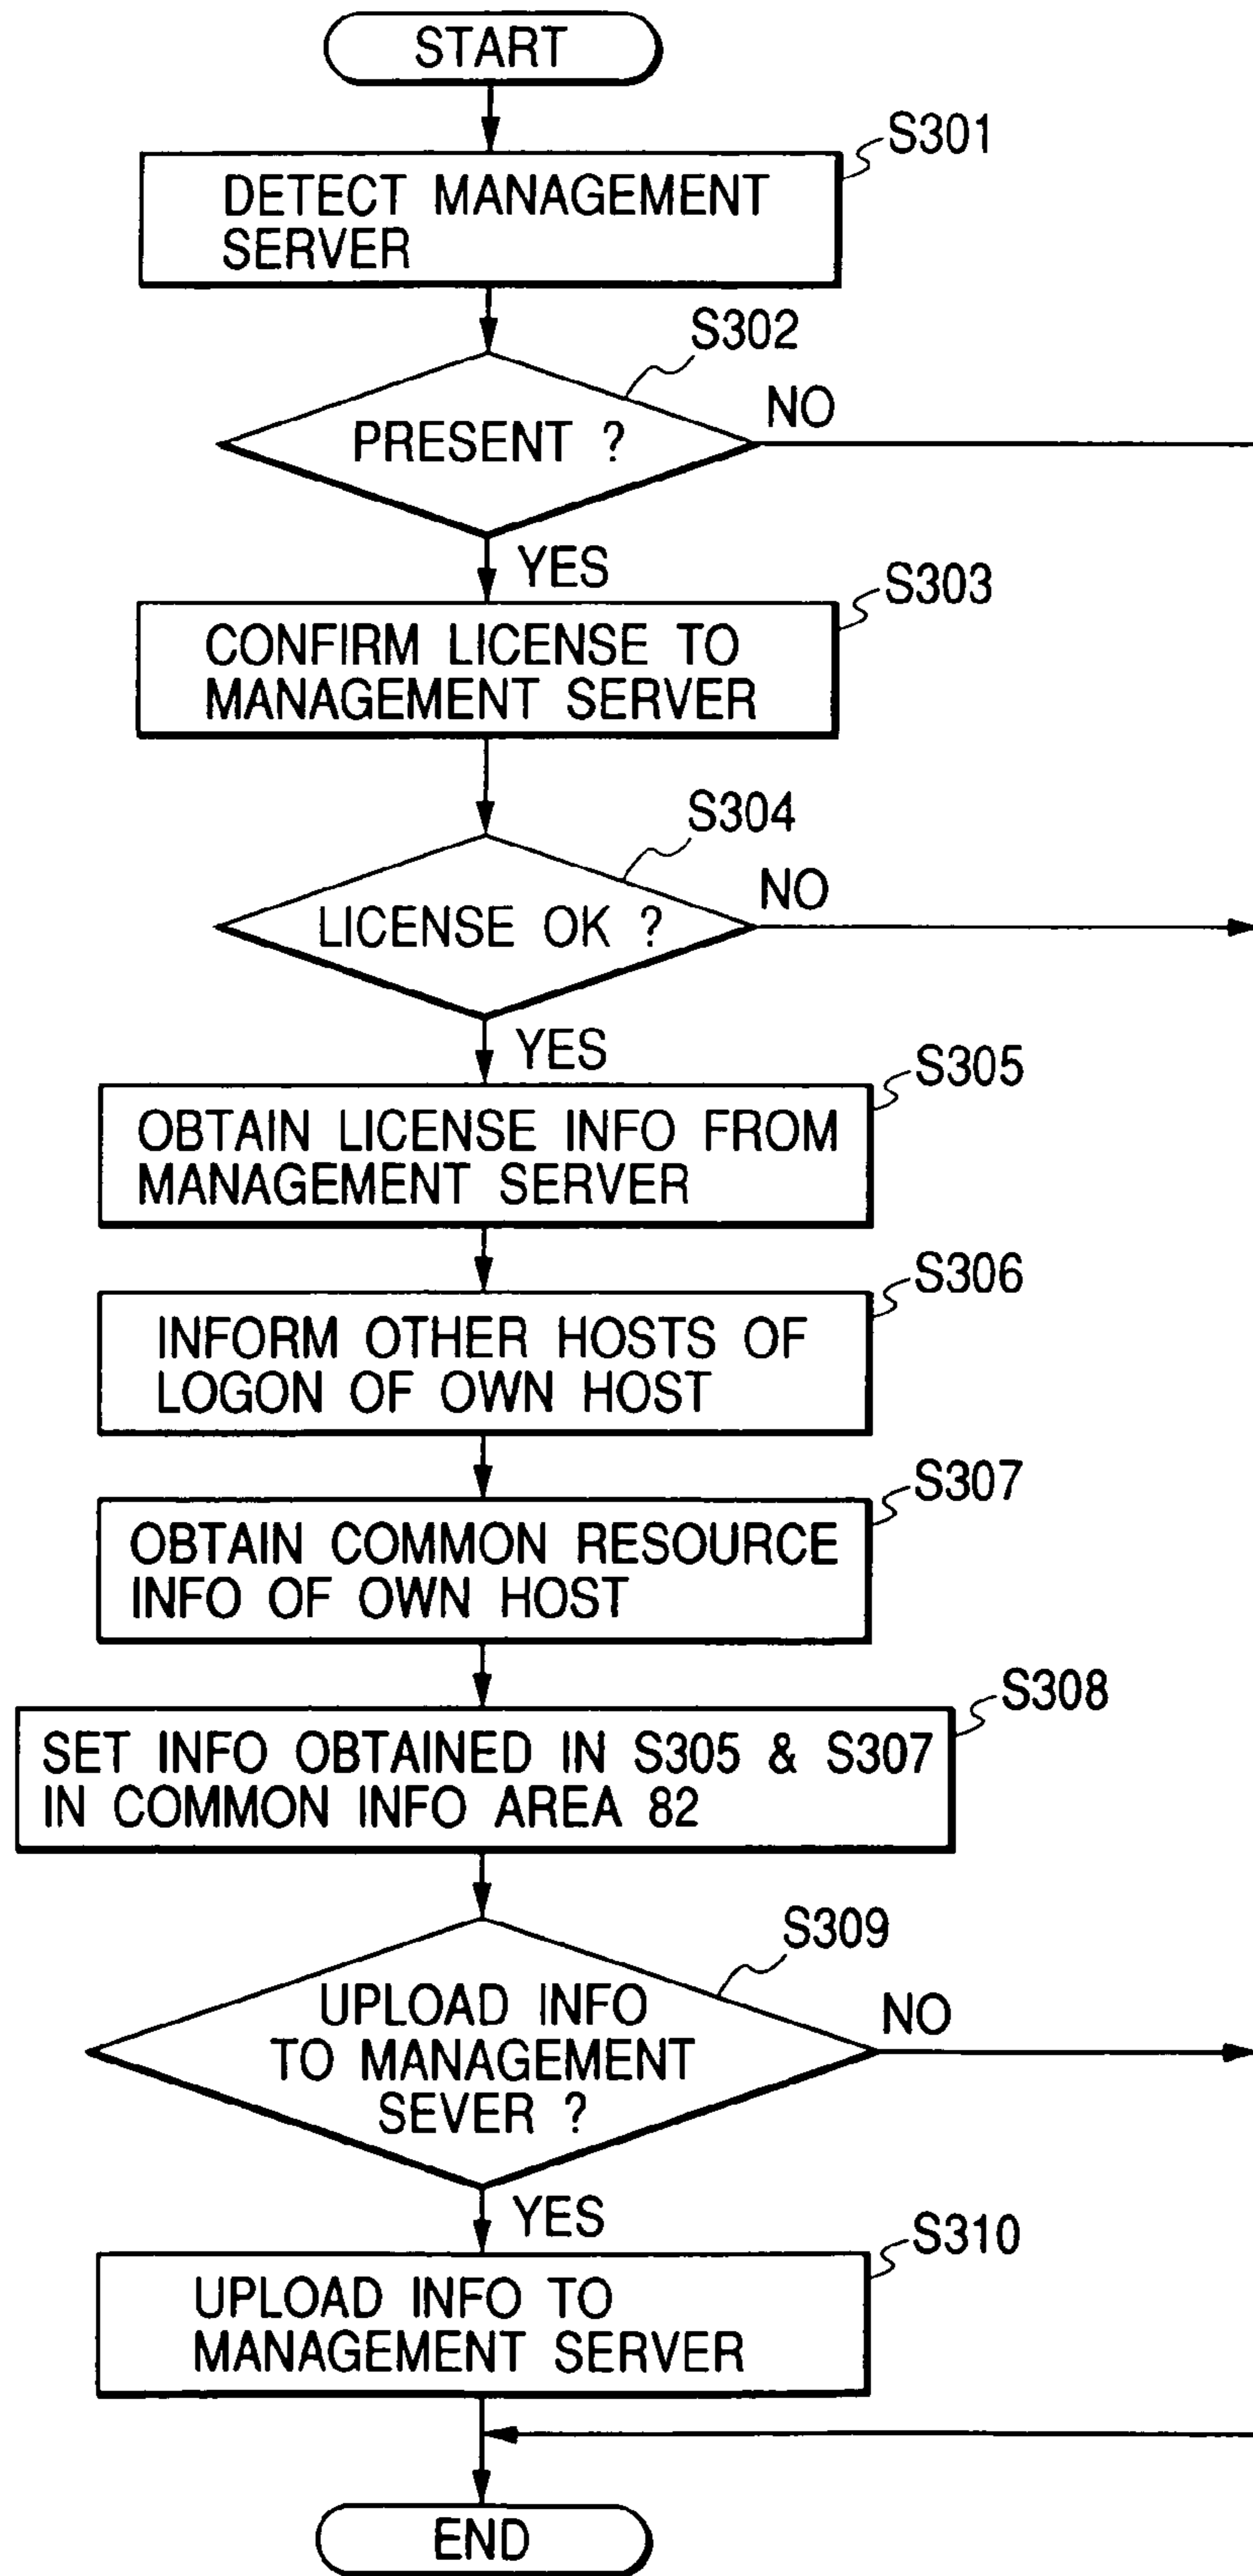 START
S301
DETECT MANAGEMENT
SERVER
S302
PRESENT ?
NO
YES
S303
CONFIRM LICENSE TO
MANAGEMENT SERVER
S304
LICENSE OK ?
NO
YES
S305
OBTAIN LICENSE INFO FROM
MANAGEMENT SERVER
S306
INFORM OTHER HOSTS OF
LOGON OF OWN HOST
S307
OBTAIN COMMON RESOURCE
INFO OF OWN HOST
S308
SET INFO OBTAINED IN S305 & S307
IN COMMON INFO AREA 82
S309
UPLOAD INFO
TO MANAGEMENT
SEVER ?
NO
YES
S310
UPLOAD INFO TO
MANAGEMENT SERVER
END